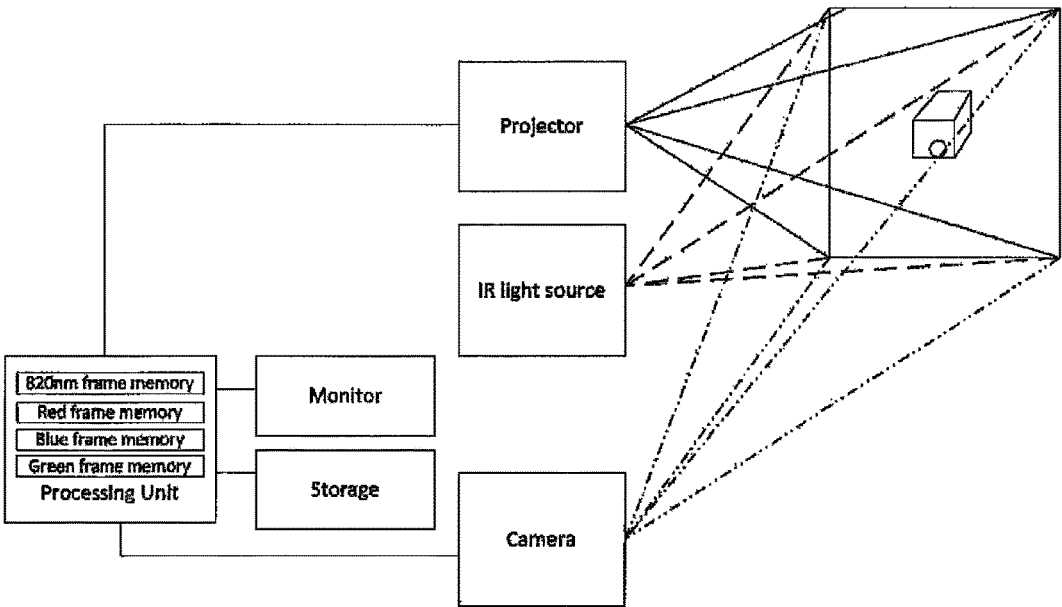 Projector
IR light source
820nm frame memory
Red frame memory
Blue frame memory
Green frame memory
Processing Unit
Monitor
Storage
Camera